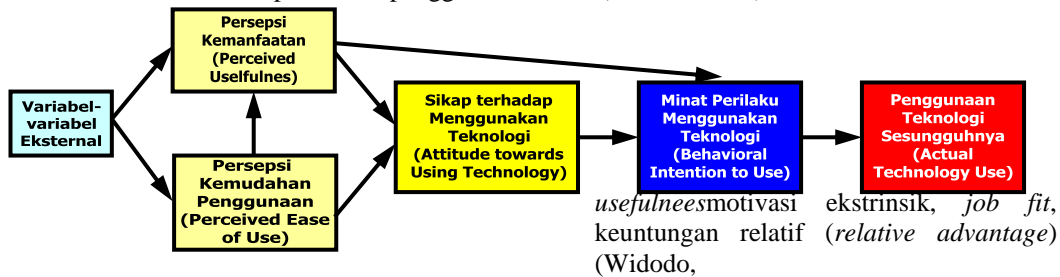 Persepsi
Kemanfaatan
(Perceived
Uselfulnes)
Variabel-
variabel
Eksternal
Persepsi
Kemudahan
Penggunaan
(Perceived Ease
of Use)
Sikap terhadap
Menggunakan
Teknologi
(Attitude towards
Using Technology)
Minat Perilaku
Menggunakan
Teknologi
(Behavioral
Intention to Use)
Penggunaan
Teknologi
Sesungguhnya
(Actual
Technology Use)
usefulneesmotivasi ekstrinsik, job fit,
keuntungan relatif (relative advantage)
(Widodo,